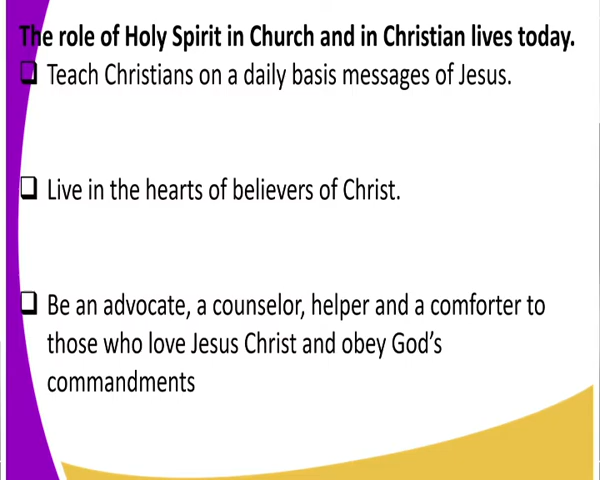 The role of Holy Spirit in Church and in Christian lives today.
Teach Christians on a daily basis messages of Jesus.
Live in the hearts of believers of Christ.
Be an advocate, a counselor, helper and a comforter to
those who love Jesus Christ and obey God’s
commandments